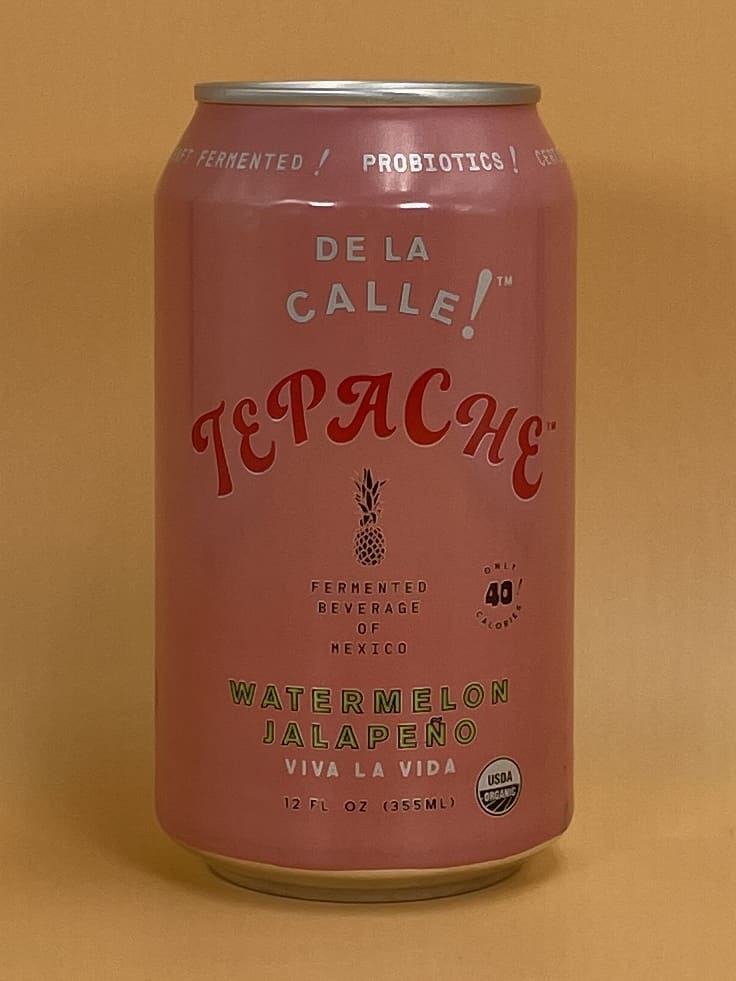 FERMENTED ! PROBIOTICS!
DE LA
CALLE!™
TEPACHE™
FERMENTED
BEVERAGE
OF
MEXICO
ONLY
40!
CALORIES
WATERMELON
JALAPEÑO
VIVA LA VIDA
12 FL OZ (355ML)
USDA
ORGANIC